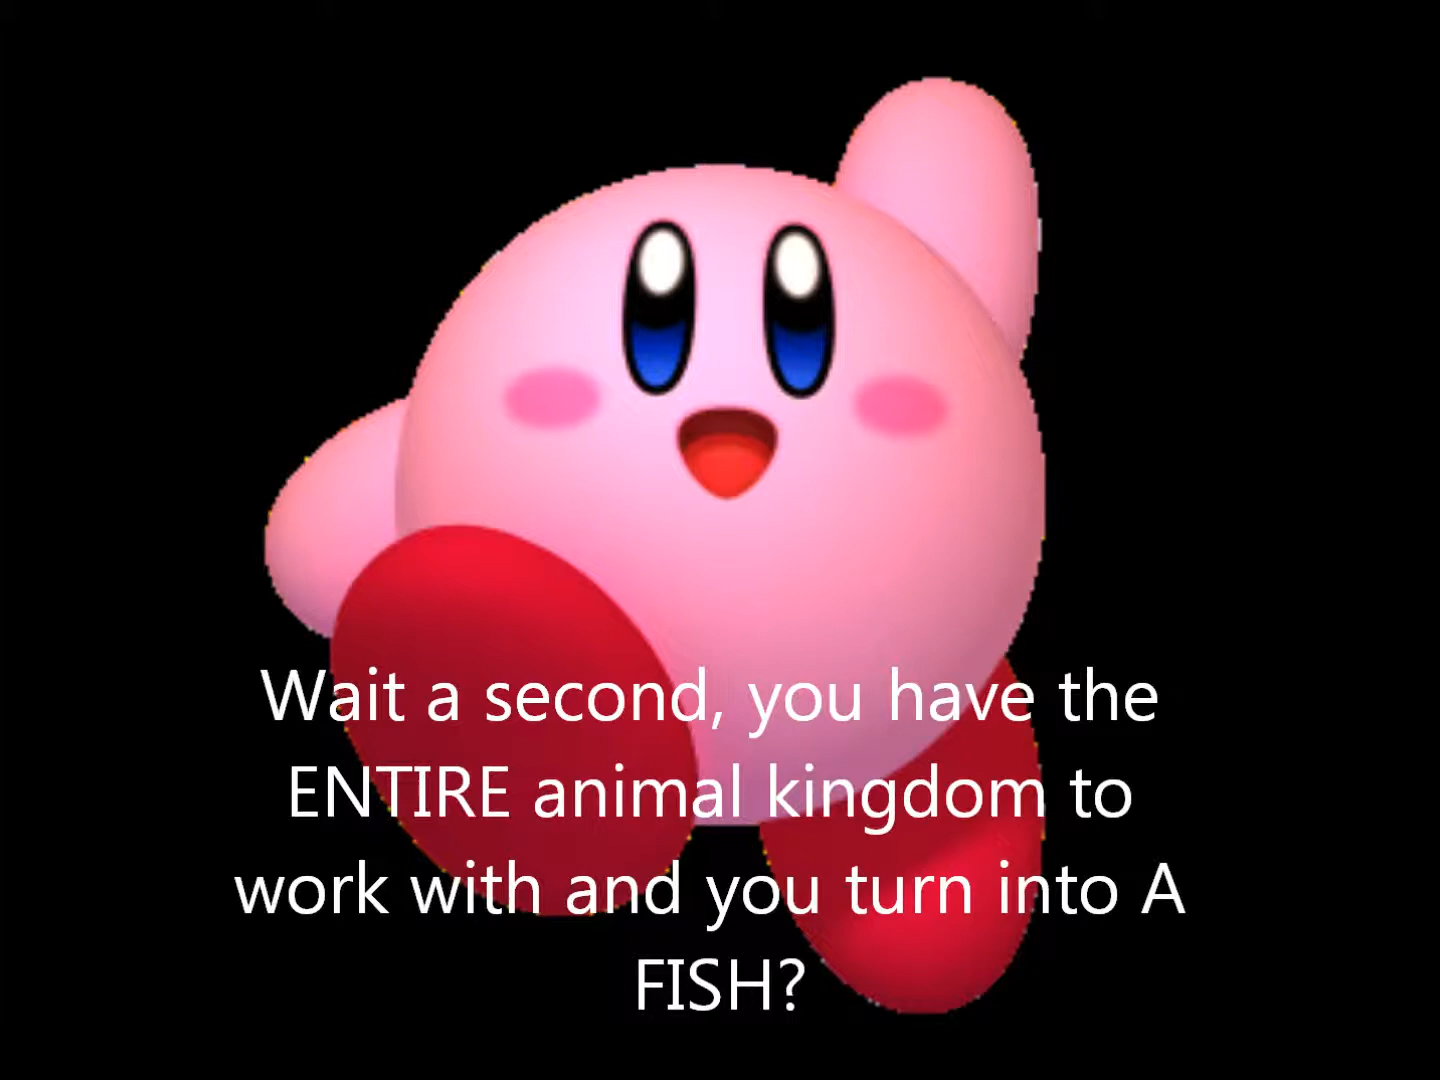 Wait a second, you have the
ENTIRE animal kingdom to
work with and you turn into A
FISH?